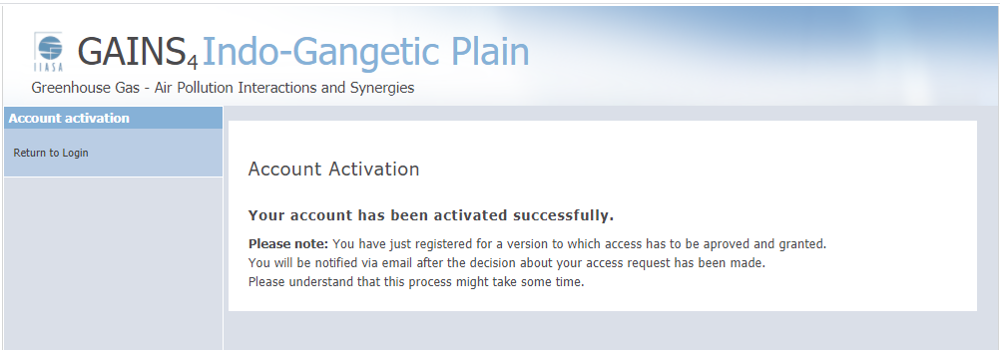 IIASA
GAINS4 Indo-Gangetic Plain
Greenhouse Gas - Air Pollution Interactions and Synergies
Account activation
Return to Login
Account Activation
Your account has been activated successfully.
Please note: You have just registered for a version to which access has to be aproved and granted.
You will be notified via email after the decision about your access request has been made.
Please understand that this process might take some time.